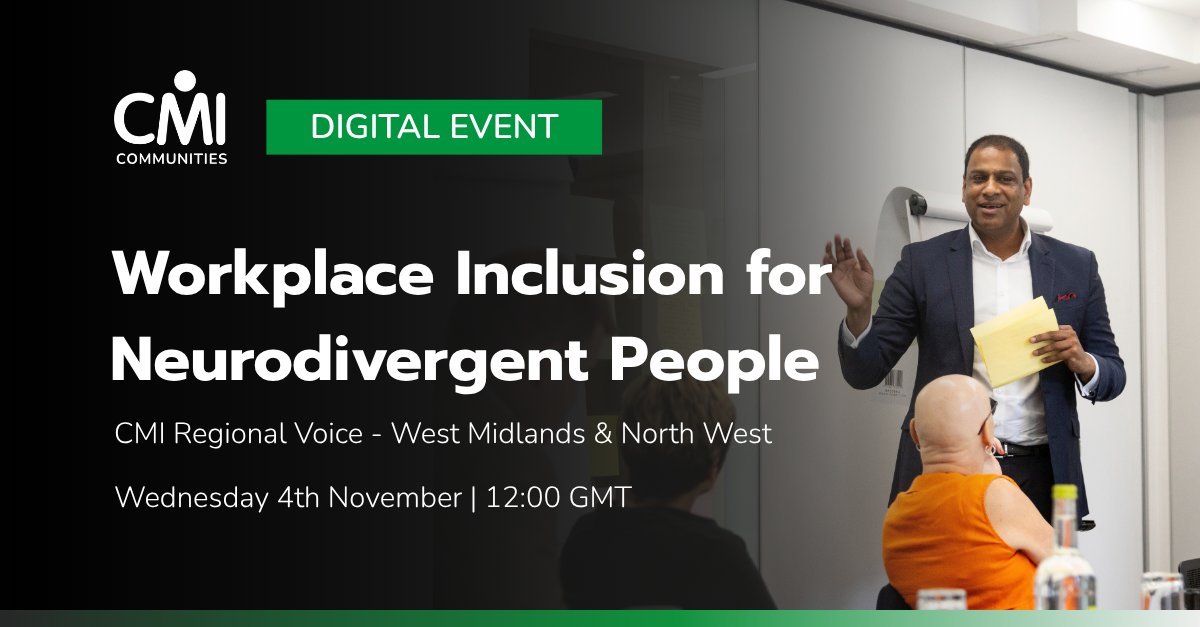 CMI
COMMUNITIES
DIGITAL EVENT
Workplace Inclusion for
Neurodivergent People
CMI Regional Voice - West Midlands & North West
Wednesday 4th November | 12:00 GMT